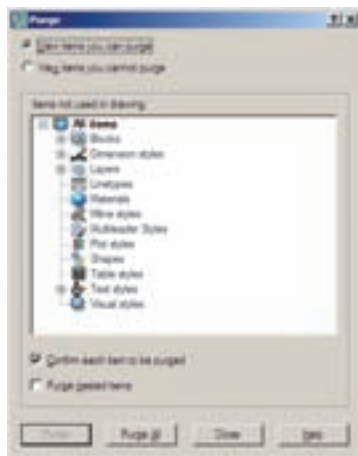 Purge
View items you can purge
View items you cannot purge
Items not used in drawing
All items
Blocks
Dimension styles
Layers
Linetypes
Materials
Mline styles
Multileader Styles
Plot styles
Shapes
Table styles
Text styles
Visual styles
Confirm each item to be purged
Purge nested items
Purge Purge All Close Help